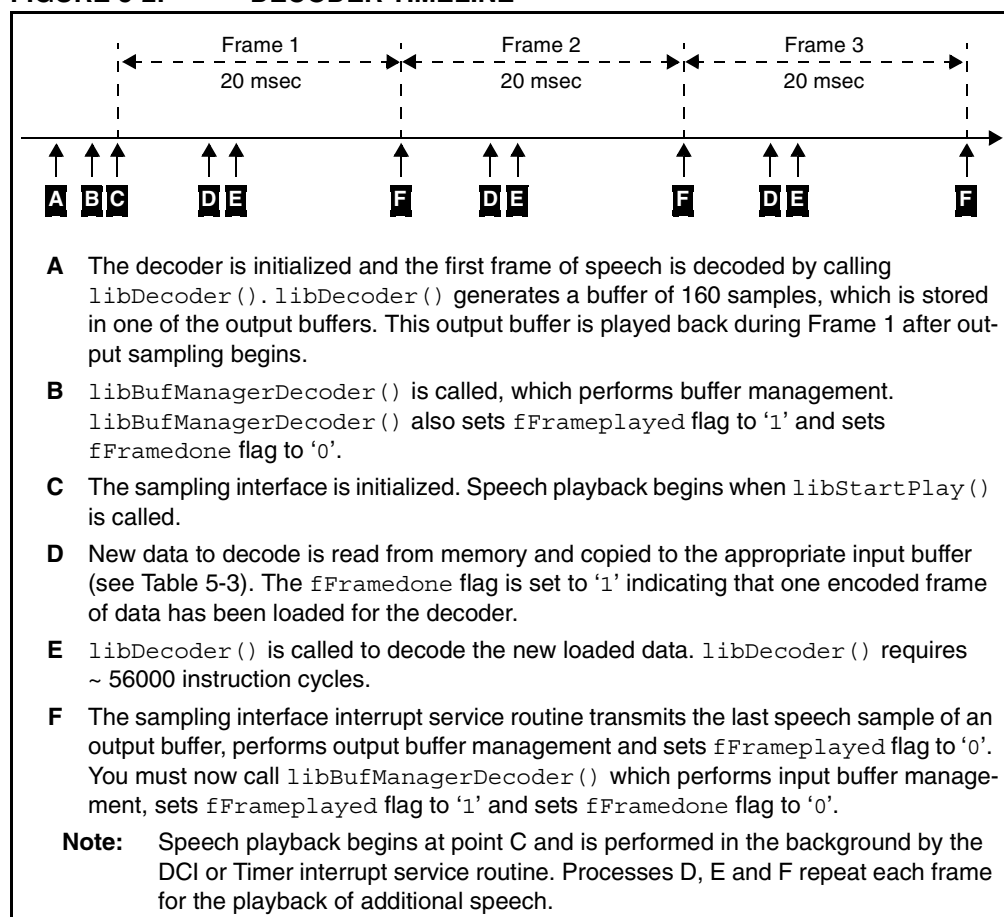 Frame 1 Frame 2 Frame 3
20 msec 20 msec 20 msec
A B C D E F D E F D E F
A The decoder is initialized and the first frame of speech is decoded by calling
libDecoder(). libDecoder() generates a buffer of 160 samples, which is stored
in one of the output buffers. This output buffer is played back during Frame 1 after out-
put sampling begins.
B libBufManagerDecoder() is called, which performs buffer management.
libBufManagerDecoder() also sets fFrameplayed flag to ‘1’ and sets
fFramedone flag to ‘0’.
C The sampling interface is initialized. Speech playback begins when libStartPlay()
is called.
D New data to decode is read from memory and copied to the appropriate input buffer
(see Table 5-3). The fFramedone flag is set to ‘1’ indicating that one encoded frame
of data has been loaded for the decoder.
E libDecoder() is called to decode the new loaded data. libDecoder() requires
~ 56000 instruction cycles.
F The sampling interface interrupt service routine transmits the last speech sample of an
output buffer, performs output buffer management and sets fFrameplayed flag to ‘0’.
You must now call libBufManagerDecoder() which performs input buffer manage-
ment, sets fFrameplayed flag to ‘1’ and sets fFramedone flag to ‘0’.
Note: Speech playback begins at point C and is performed in the background by the
DCI or Timer interrupt service routine. Processes D, E and F repeat each frame
for the playback of additional speech.